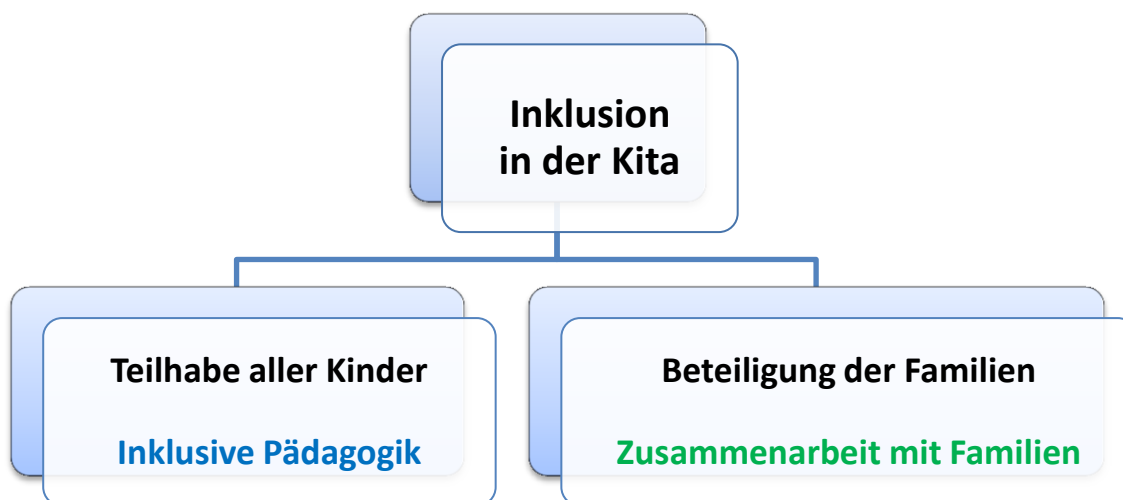 Inklusion
in der Kita
Teilhabe aller Kinder
Inklusive Pädagogik
Beteiligung der Familien
Zusammenarbeit mit Familien